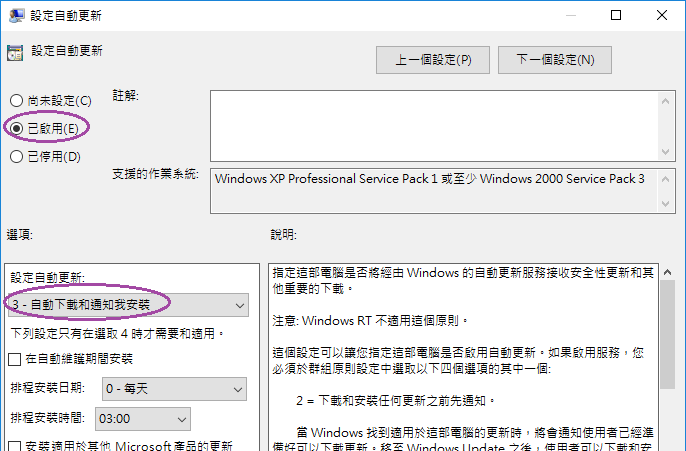 設定自動更新
設定自動更新
上一個設定(P)
下一個設定(N)
尚未設定(C)
註解:
已啟用(E)
已停用(D)
支援的作業系統:
Windows XP Professional Service Pack 1 或至少 Windows 2000 Service Pack 3
選項:
說明:
設定自動更新:
3 - 自動下載和通知我安裝
下列設定只有在選取 4 時才需要和適用。
在自動維護期間安裝
排程安裝日期:
0 - 每天
排程安裝時間:
03:00
安裝適用於其他 Microsoft 產品的更新
指定這部電腦是否將經由 Windows 的自動更新服務接收安全性更新和其
他重要的下載。
注意: Windows RT 不適用這個原則。
這個設定可以讓您指定這部電腦是否啟用自動更新。如果啟用服務，您
必須於群組原則設定中選取以下四個選項的其中一個:
2 = 下載和安裝任何更新之前先通知。
當 Windows 找到適用於這部電腦的更新時，將會通知使用者已經準
備好可以下載更新。移至 Windows Update 之後，使用者可以下載和安